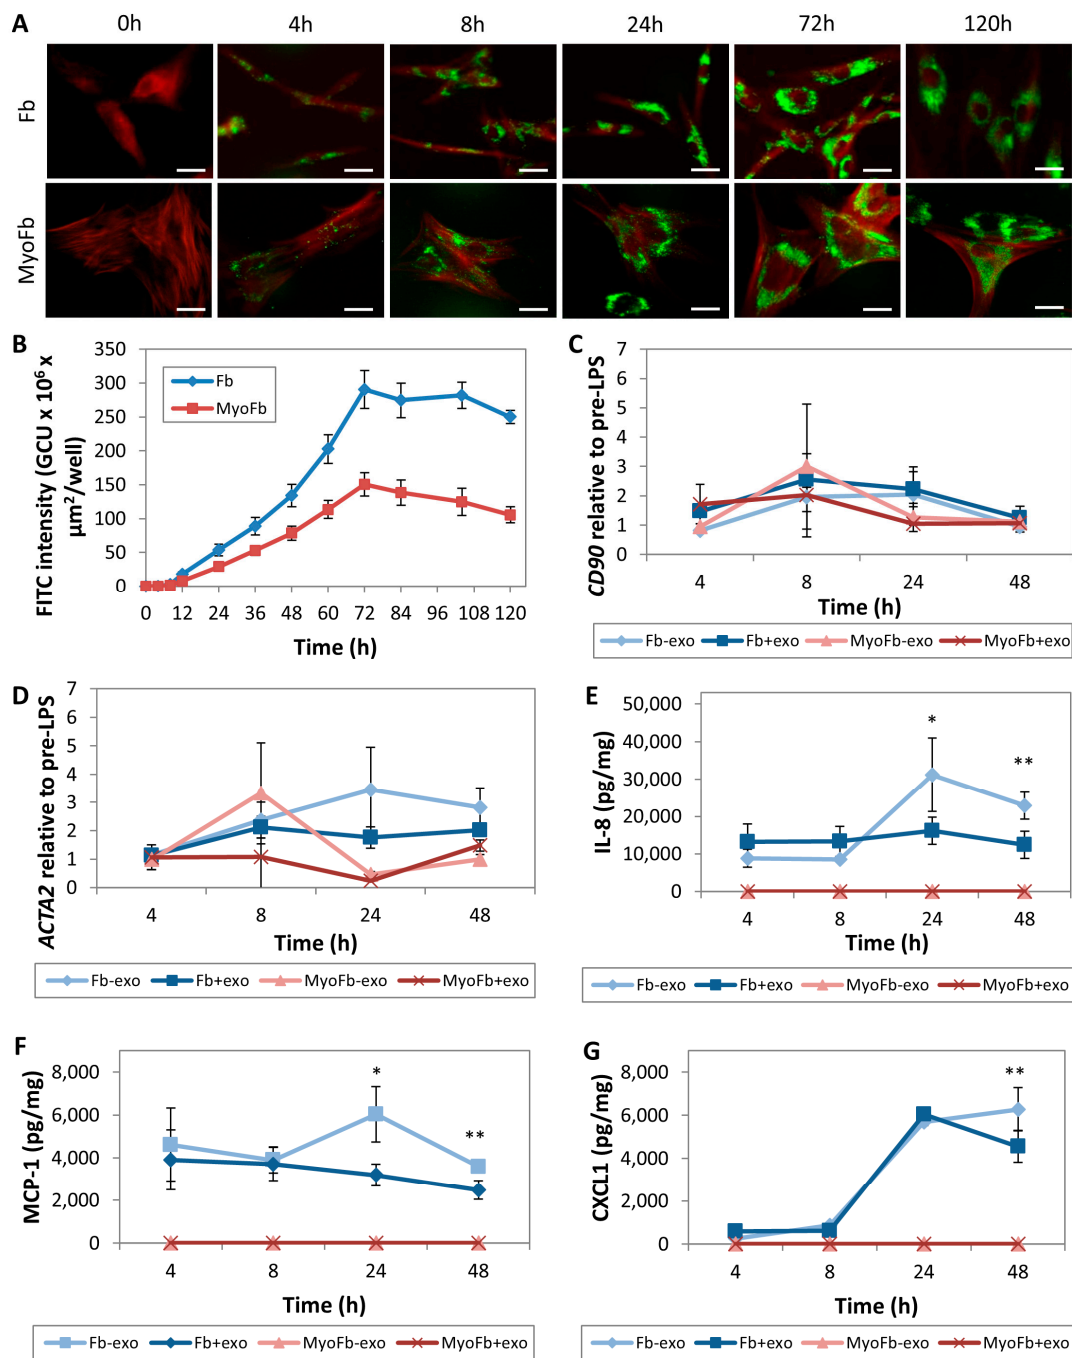 A
0h 4h 8h 24h 72h 120h
Fb
MyoFb
B
FITC intensity (GCU x 10⁶ x
µm²/well)
350
300
250
200
150
100
50
0
Fb
MyoFb
0 12 24 36 48 60 72 84 96 108 120
Time (h)
C
CD90 relative to pre-LPS
7
6
5
4
3
2
1
0
4 8 24 48
Time (h)
Fb-exo Fb+exo MyoFb-exo MyoFb+exo
D
ACTA2 relative to pre-LPS
7
6
5
4
3
2
1
0
4 8 24 48
Time (h)
Fb-exo Fb+exo MyoFb-exo MyoFb+exo
E
IL-8 (pg/mg)
50,000
40,000
30,000
20,000
10,000
0
*
**
4 8 24 48
Time (h)
Fb-exo Fb+exo MyoFb-exo MyoFb+exo
F
MCP-1 (pg/mg)
8,000
6,000
4,000
2,000
0
*
**
4 8 24 48
Time (h)
Fb-exo Fb+exo MyoFb-exo MyoFb+exo
G
CXCL1 (pg/mg)
8,000
6,000
4,000
2,000
0
**
4 8 24 48
Time (h)
Fb-exo Fb+exo MyoFb-exo MyoFb+exo